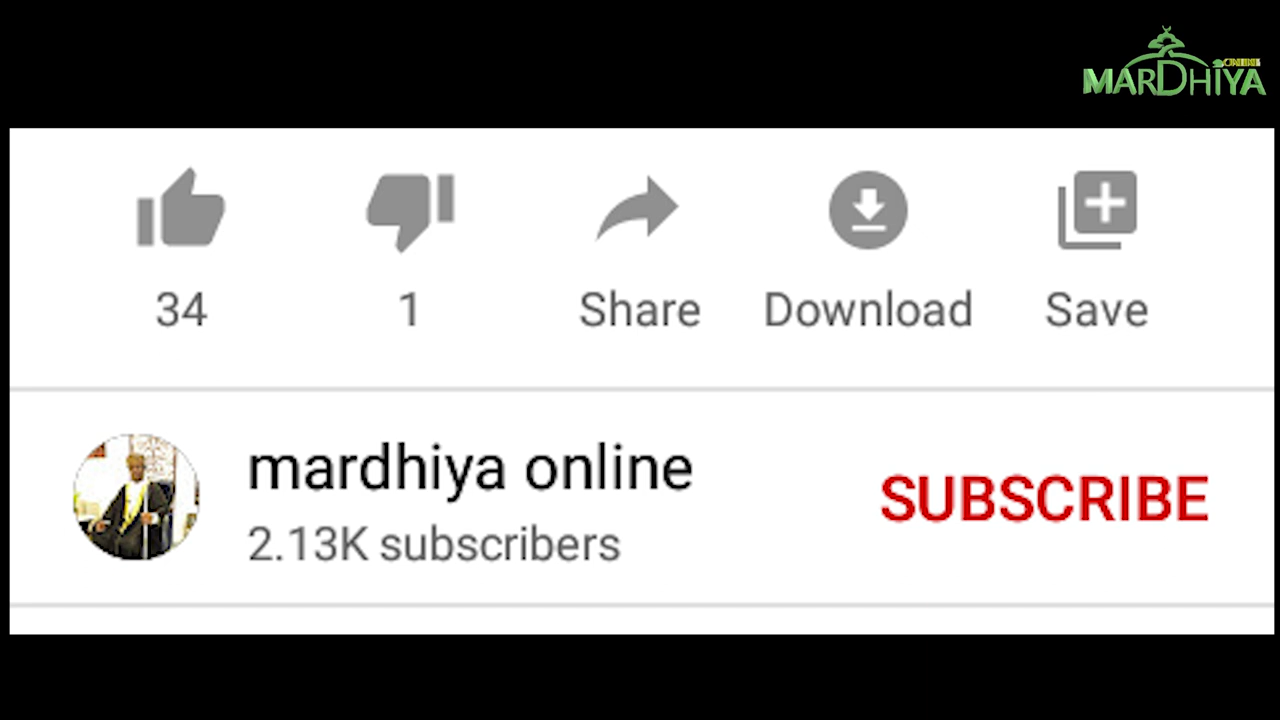 MARDHIYA
34
1
Share
Download
Save
mardhiya online
2.13K subscribers
SUBSCRIBE